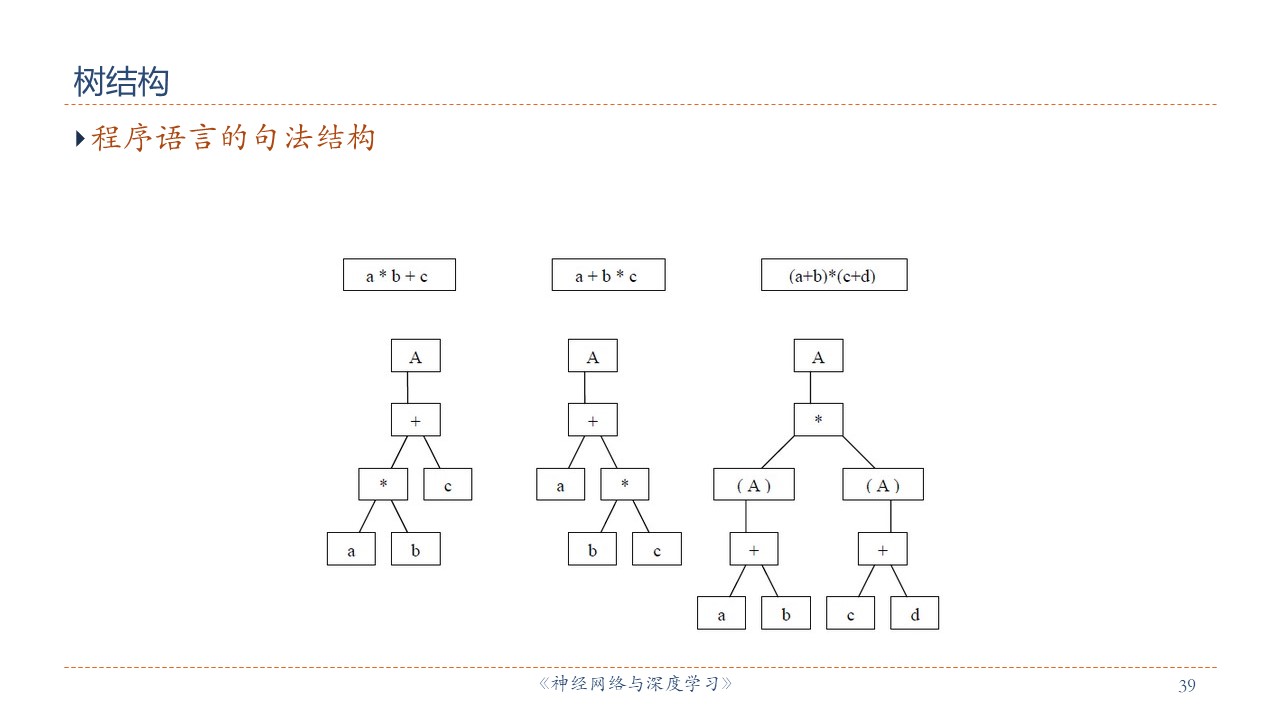 树结构
程序语言的句法结构
a * b + c
a + b * c
(a+b)*(c+d)
A
A
A
+
+
*
*
c
a
*
( A )
( A )
a
b
b
c
+
+
a
b
c
d
《神经网络与深度学习》
39